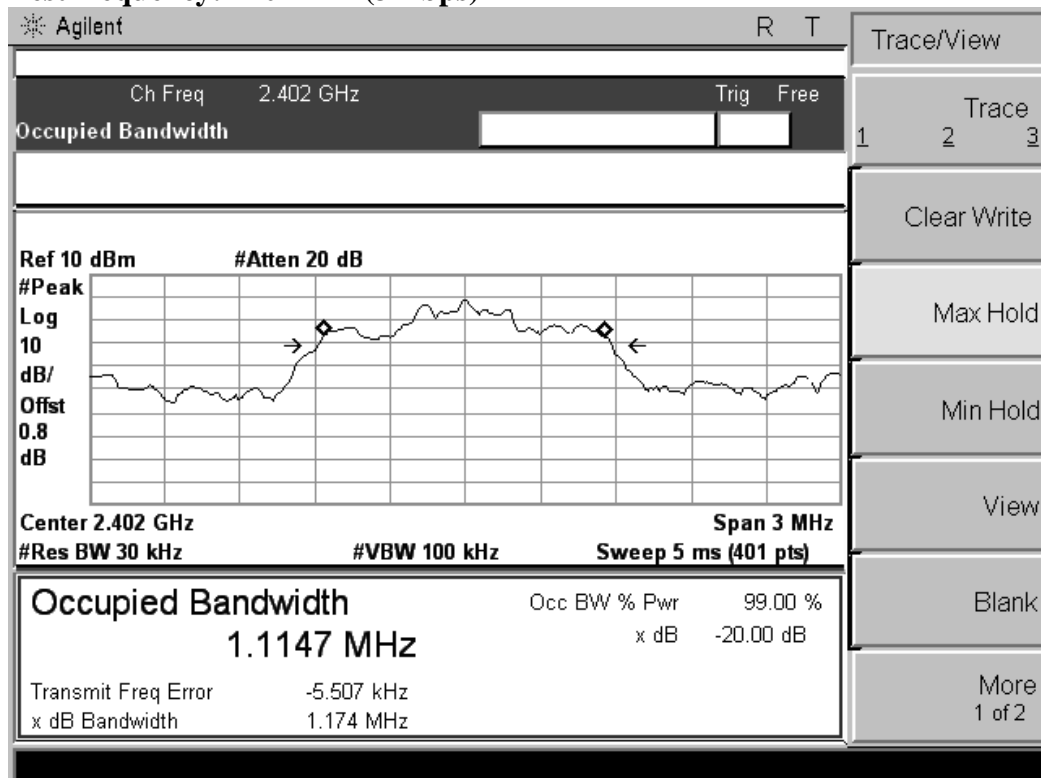 Agilent R T
Trace/View
Ch Freq 2.402 GHz Trig Free
Occupied Bandwidth
Trace
1 2 3
Clear Write
Max Hold
Min Hold
View
Blank
More
1 of 2
Ref 10 dBm #Atten 20 dB
#Peak
Log
10
dB/
Offst
0.8
dB
Center 2.402 GHz Span 3 MHz
#Res BW 30 kHz #VBW 100 kHz Sweep 5 ms (401 pts)
Occupied Bandwidth Occ BW % Pwr 99.00 %
1.1147 MHz x dB -20.00 dB
Transmit Freq Error -5.507 kHz
x dB Bandwidth 1.174 MHz